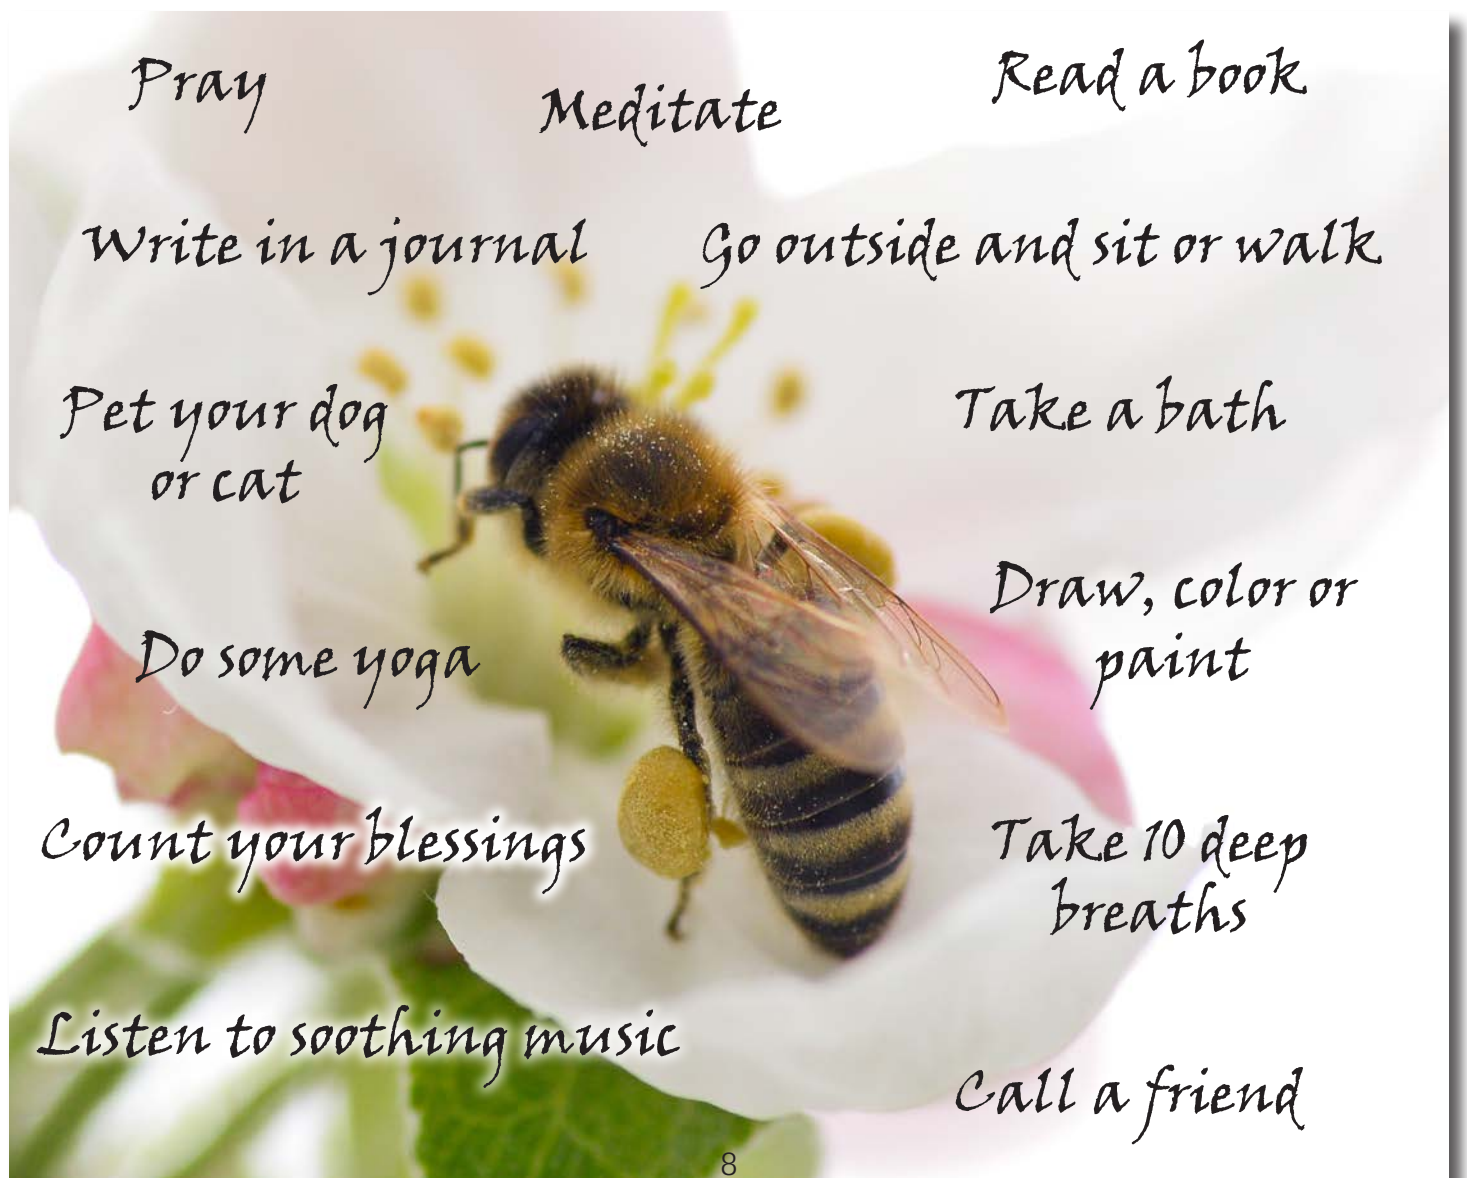 Pray
Meditate
Read a book
Write in a journal
Go outside and sit or walk
Pet your dog
or cat
Take a bath
Draw, color or
paint
Do some yoga
Count your blessings
Take 10 deep
breaths
Listen to soothing music
Call a friend
8